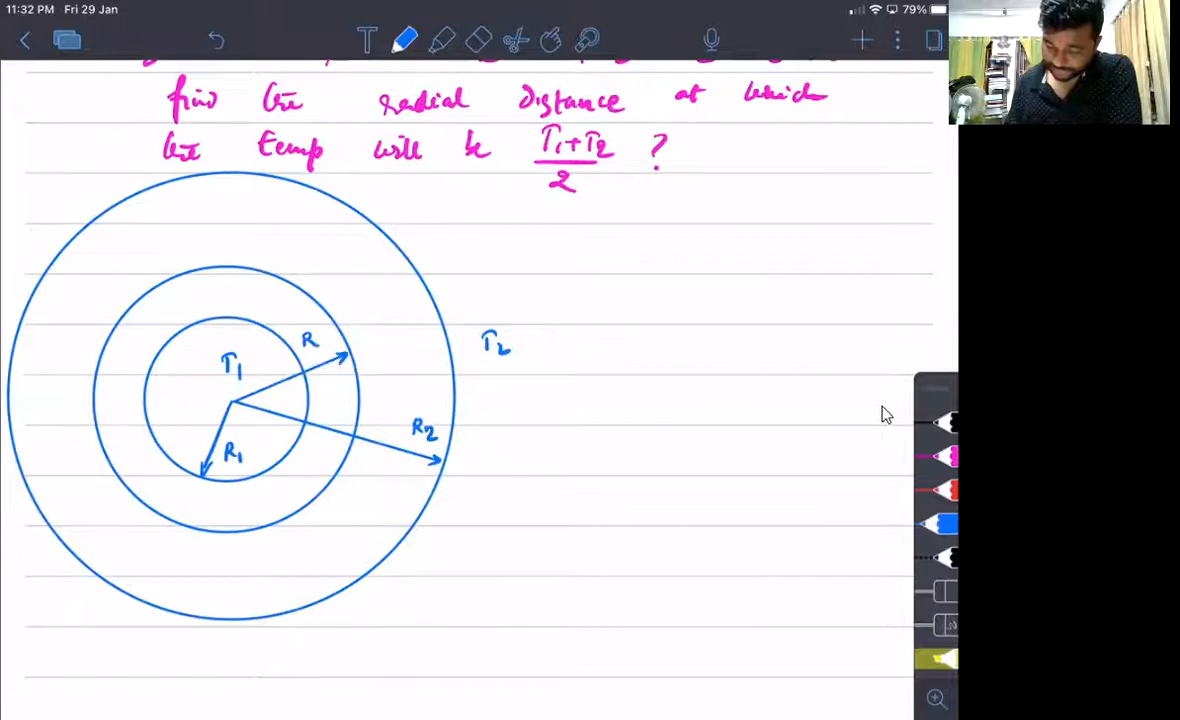 11:32 PM Fri 29 Jan
79%
T
find the radial distance at which
the temp will be T1+T2/2 ?
R
T1
T2
R2
R1